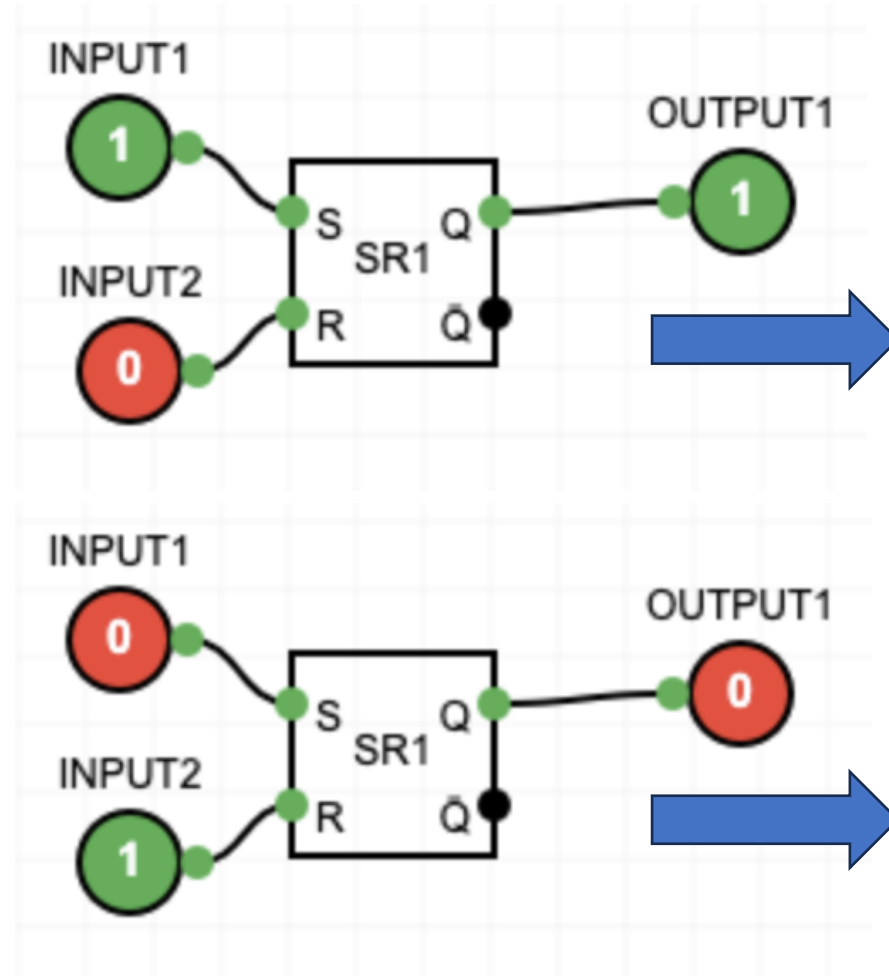 INPUT1
OUTPUT1
1
1
S
Q
SR1
INPUT2
R
Q̄
0
INPUT1
OUTPUT1
0
0
S
Q
SR1
INPUT2
R
Q̄
1